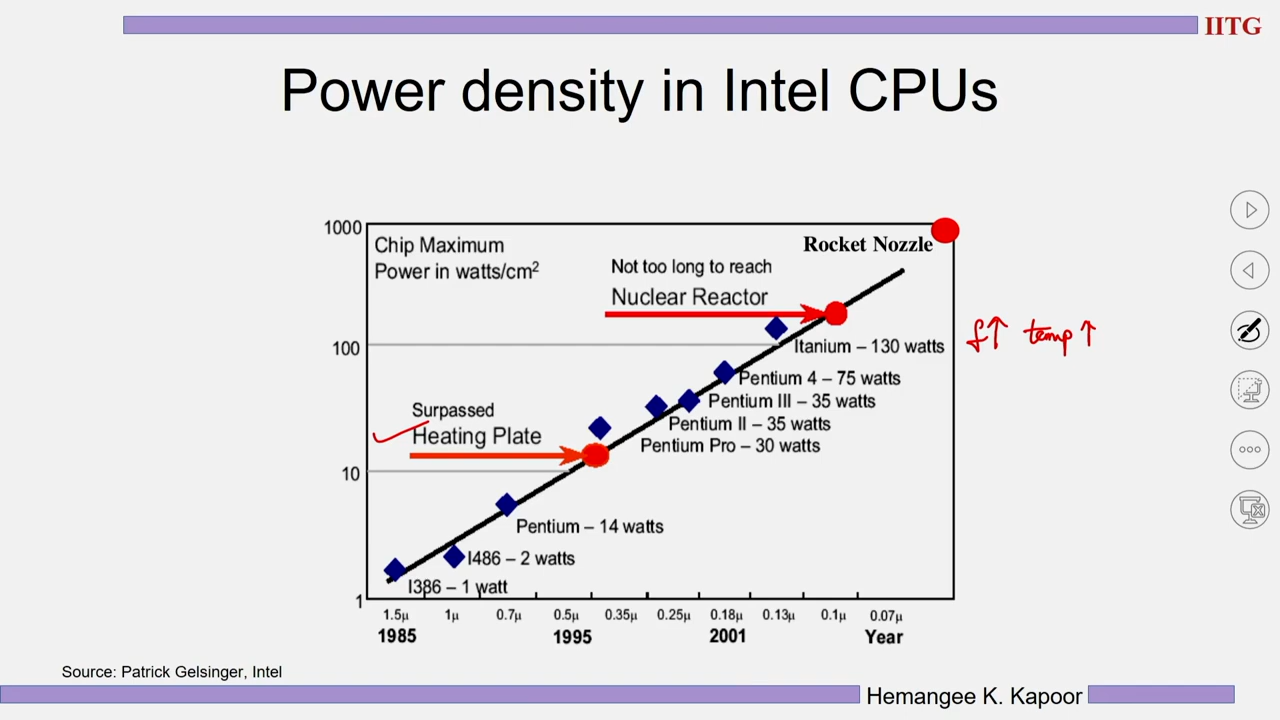 IITG
Power density in Intel CPUs
1000
Chip Maximum
Power in watts/cm²
Rocket Nozzle
Not too long to reach
Nuclear Reactor
f↑ temp↑
100
Itanium – 130 watts
Pentium 4 – 75 watts
Pentium III – 35 watts
Surpassed
Heating Plate
Pentium II – 35 watts
Pentium Pro – 30 watts
10
Pentium – 14 watts
I486 – 2 watts
I386 – 1 watt
1
1.5µ 1µ 0.7µ 0.5µ 0.35µ 0.25µ 0.18µ 0.13µ 0.1µ 0.07µ
1985 1995 2001 Year
Source: Patrick Gelsinger, Intel
Hemangee K. Kapoor